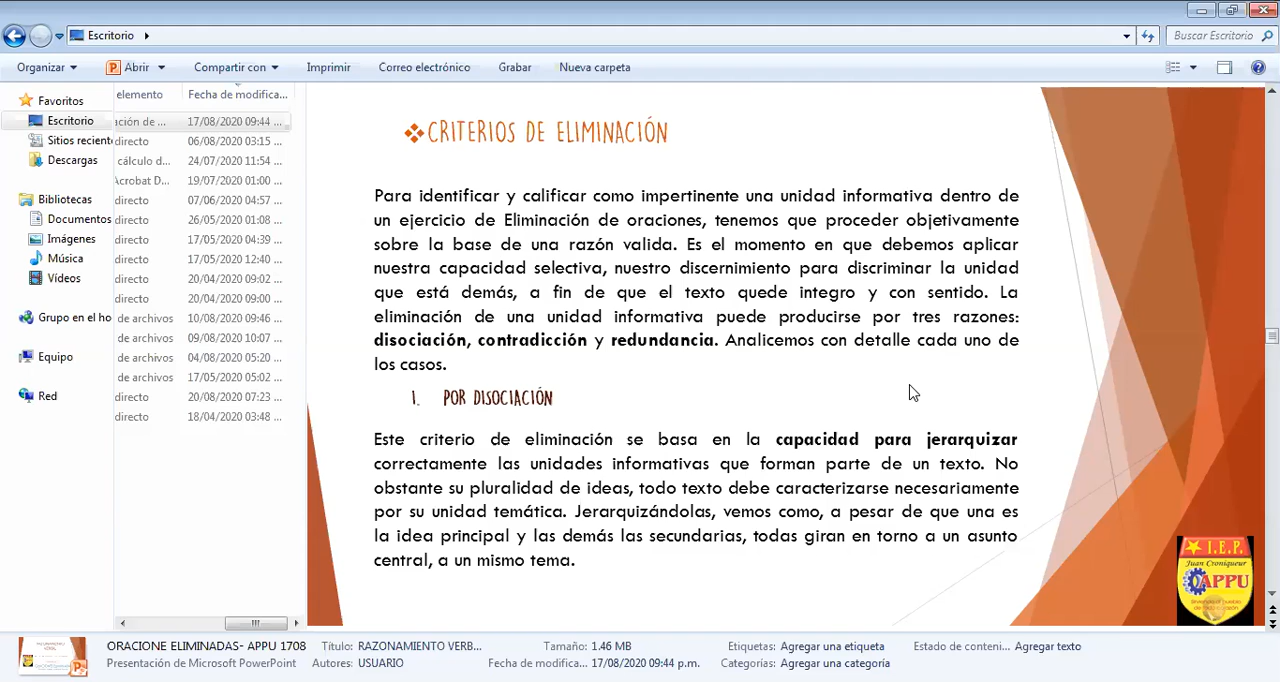 Escritorio
Buscar Escritorio
Organizar
Abrir
Compartir con
Imprimir
Correo electrónico
Grabar
Nueva carpeta
Favoritos
Escritorio
Sitios recient
Descargas
Bibliotecas
Documentos
Imágenes
Música
Vídeos
Grupo en el ho
Equipo
Red
elemento Fecha de modifica...
ación de ... 17/08/2020 09:44 ...
directo 06/08/2020 03:15 ...
cálculo d... 24/07/2020 11:54 ...
Acrobat D... 19/07/2020 01:00 ...
directo 07/06/2020 04:57 ...
directo 26/05/2020 01:08 ...
directo 17/05/2020 04:39 ...
directo 17/05/2020 12:40 ...
directo 20/04/2020 09:02 ...
directo 20/04/2020 09:00 ...
de archivos 10/08/2020 09:46 ...
de archivos 09/08/2020 10:07 ...
de archivos 04/08/2020 05:20 ...
de archivos 17/05/2020 05:02 ...
directo 20/08/2020 07:23 ...
directo 18/04/2020 03:48 ...
CRITERIOS DE ELIMINACIÓN
Para identificar y calificar como impertinente una unidad informativa dentro de
un ejercicio de Eliminación de oraciones, tenemos que proceder objetivamente
sobre la base de una razón valida. Es el momento en que debemos aplicar
nuestra capacidad selectiva, nuestro discernimiento para discriminar la unidad
que está demás, a fin de que el texto quede integro y con sentido. La
eliminación de una unidad informativa puede producirse por tres razones:
disociación, contradicción y redundancia. Analicemos con detalle cada uno de
los casos.
1. POR DISOCIACIÓN
Este criterio de eliminación se basa en la capacidad para jerarquizar
correctamente las unidades informativas que forman parte de un texto. No
obstante su pluralidad de ideas, todo texto debe caracterizarse necesariamente
por su unidad temática. Jerarquizándolas, vemos como, a pesar de que una es
la idea principal y las demás las secundarias, todas giran en torno a un asunto
central, a un mismo tema.
I.E.P.
Juan Croniqueur
APPU
ORACIONE ELIMINADAS- APPU 1708
Presentación de Microsoft PowerPoint
Título: RAZONAMIENTO VERB...
Autores: USUARIO
Tamaño: 1.46 MB
Fecha de modifica... 17/08/2020 09:44 p.m.
Etiquetas: Agregar una etiqueta
Categorías: Agregar una categoría
Estado de conteni... Agregar texto